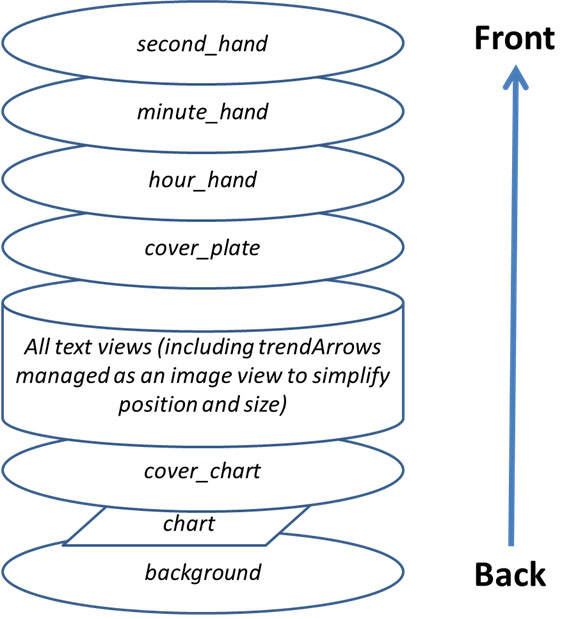 second_hand
Front
minute_hand
hour_hand
cover_plate
All text views (including trendArrows
managed as an image view to simplify
position and size)
cover_chart
chart
background
Back